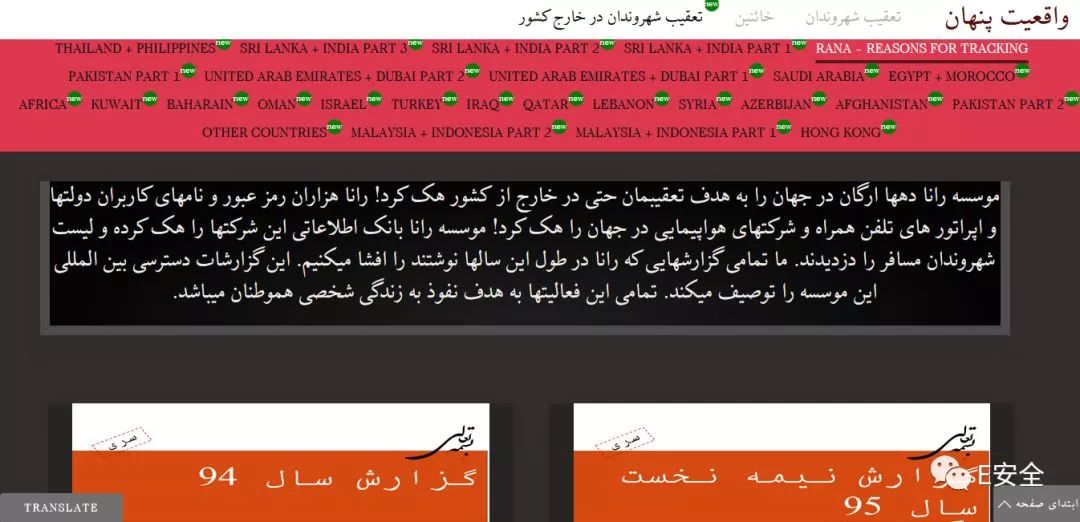 واقعیت پنهان تعقیب شهروندان خائنین تعقیب شهروندان در خارج کشور new
THAILAND + PHILIPPINES new SRI LANKA + INDIA PART 3 new SRI LANKA + INDIA PART 2 new SRI LANKA + INDIA PART 1 new RANA - REASONS FOR TRACKING
PAKISTAN PART 1 new UNITED ARAB EMIRATES + DUBAI PART 2 new UNITED ARAB EMIRATES + DUBAI PART 1 new SAUDI ARABIA new EGYPT + MOROCCO new
AFRICA new KUWAIT new BAHARAIN new OMAN new ISRAEL new TURKEY new IRAQ new QATAR new LEBANON new SYRIA new AZERBIJAN new AFGHANISTAN new PAKISTAN PART 2 new
OTHER COUNTRIES new MALAYSIA + INDONESIA PART 2 new MALAYSIA + INDONESIA PART 1 new HONG KONG new
موسسه رانا دهها ارگان در جهان را به هدف تعقیبمان حتی در خارج از کشور هک کرد! رانا هزاران رمز عبور و نامهای کاربران دولتها
و اپراتور های تلفن همراه و شرکتهای هواپیمایی در جهان را هک کرد! موسسه رانا بانک اطلاعاتی این شرکتها را هک کرده و لیست
شهروندان مسافر را دزدیدند. ما تمامی گزارشهایی که رانا در طول این سالها نوشتند را افشا میکنیم. این گزارشات دسترسی بین المللی
این موسسه را توصیف میکند. تمامی این فعالیتها به هدف نفوذ به زندگی شخصی هموطنان میباشد.
بسمه تعالی
سری
گزارش نیمه نخست
سال 95
بسمه تعالی
سری
گزارش سال 94
E安全
ابتدای صفحه
TRANSLATE